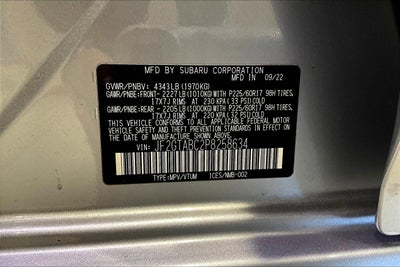 MFD BY SUBARU CORPORATION 09/22
GVWR/PNBV: 4343LB(1970KG)
GAWR/PNBE:FRONT- 2227LB(1010KG)WITH P225/60R17 98H TIRES,
17X7J RIMS AT 230 KPA(33 PSI)COLD
GAWR/PNBE:REAR - 2205LB(1000KG)WITH P225/60R17 98H TIRES,
17X7J RIMS AT 220 KPA(32 PSI)COLD
THIS VEHICLE CONFORMS TO ALL APPLICABLE
FEDERAL MOTOR VEHICLE SAFETY, BUMPER,
AND THEFT PREVENTION STANDARDS
IN EFFECT ON THE DATE OF MANUFACTURE
SHOWN ABOVE.
VIN: JF2GTABC2P8258634
TYPE:MPV/VTUM ICES/NMB-002